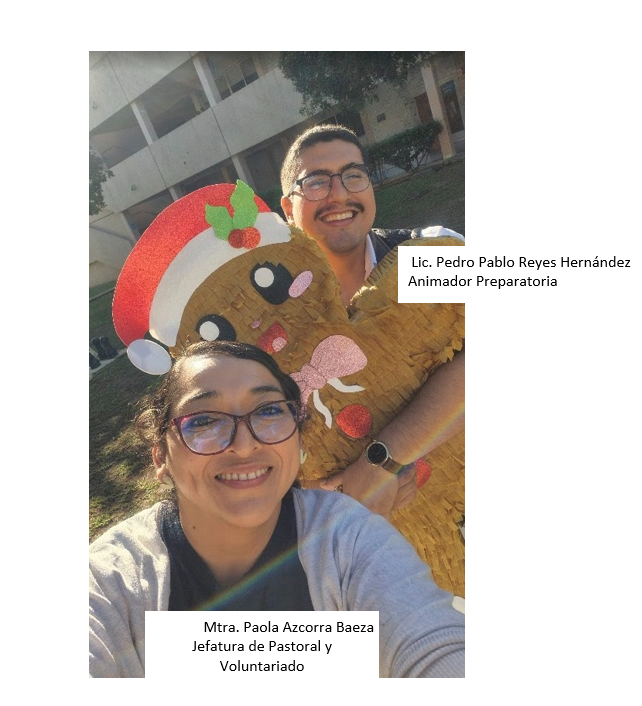 Lic. Pedro Pablo Reyes Hernández
Animador Preparatoria
Mtra. Paola Azcorra Baeza
Jefatura de Pastoral y
Voluntariado